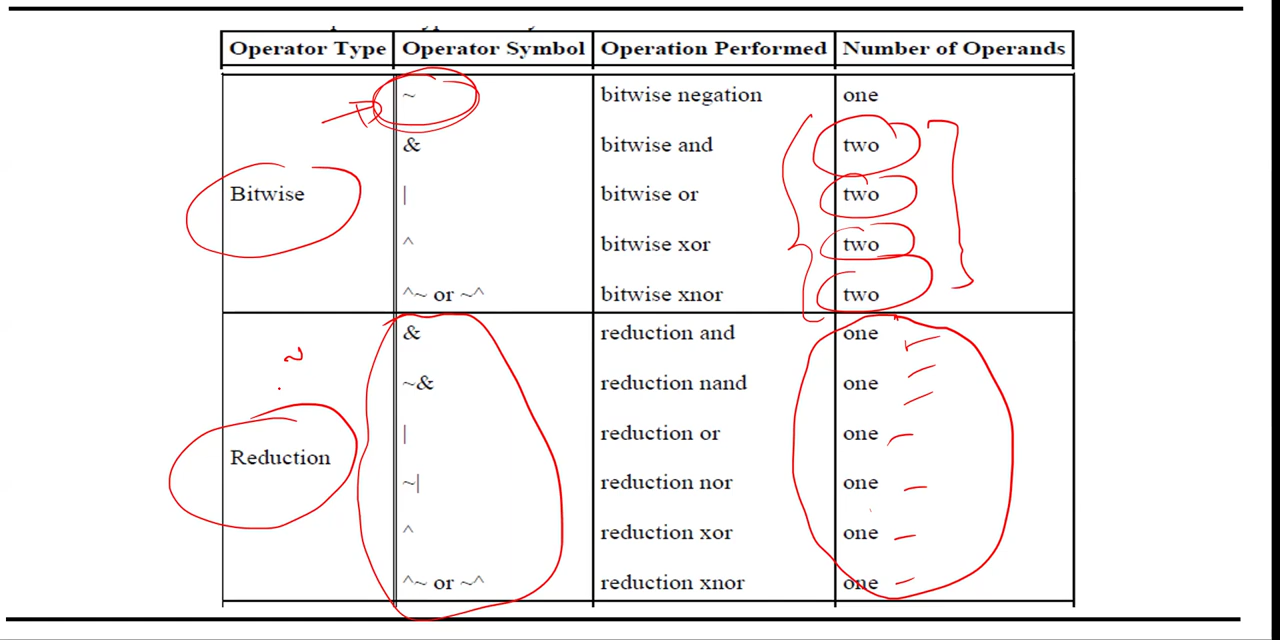 Operator Type Operator Symbol Operation Performed Number of Operands
~ bitwise negation one
& bitwise and two
Bitwise | bitwise or two
^ bitwise xor two
^~ or ~^ bitwise xnor two
& reduction and one
~
~& reduction nand one
| reduction or one
Reduction
~| reduction nor one
^ reduction xor one
^~ or ~^ reduction xnor one